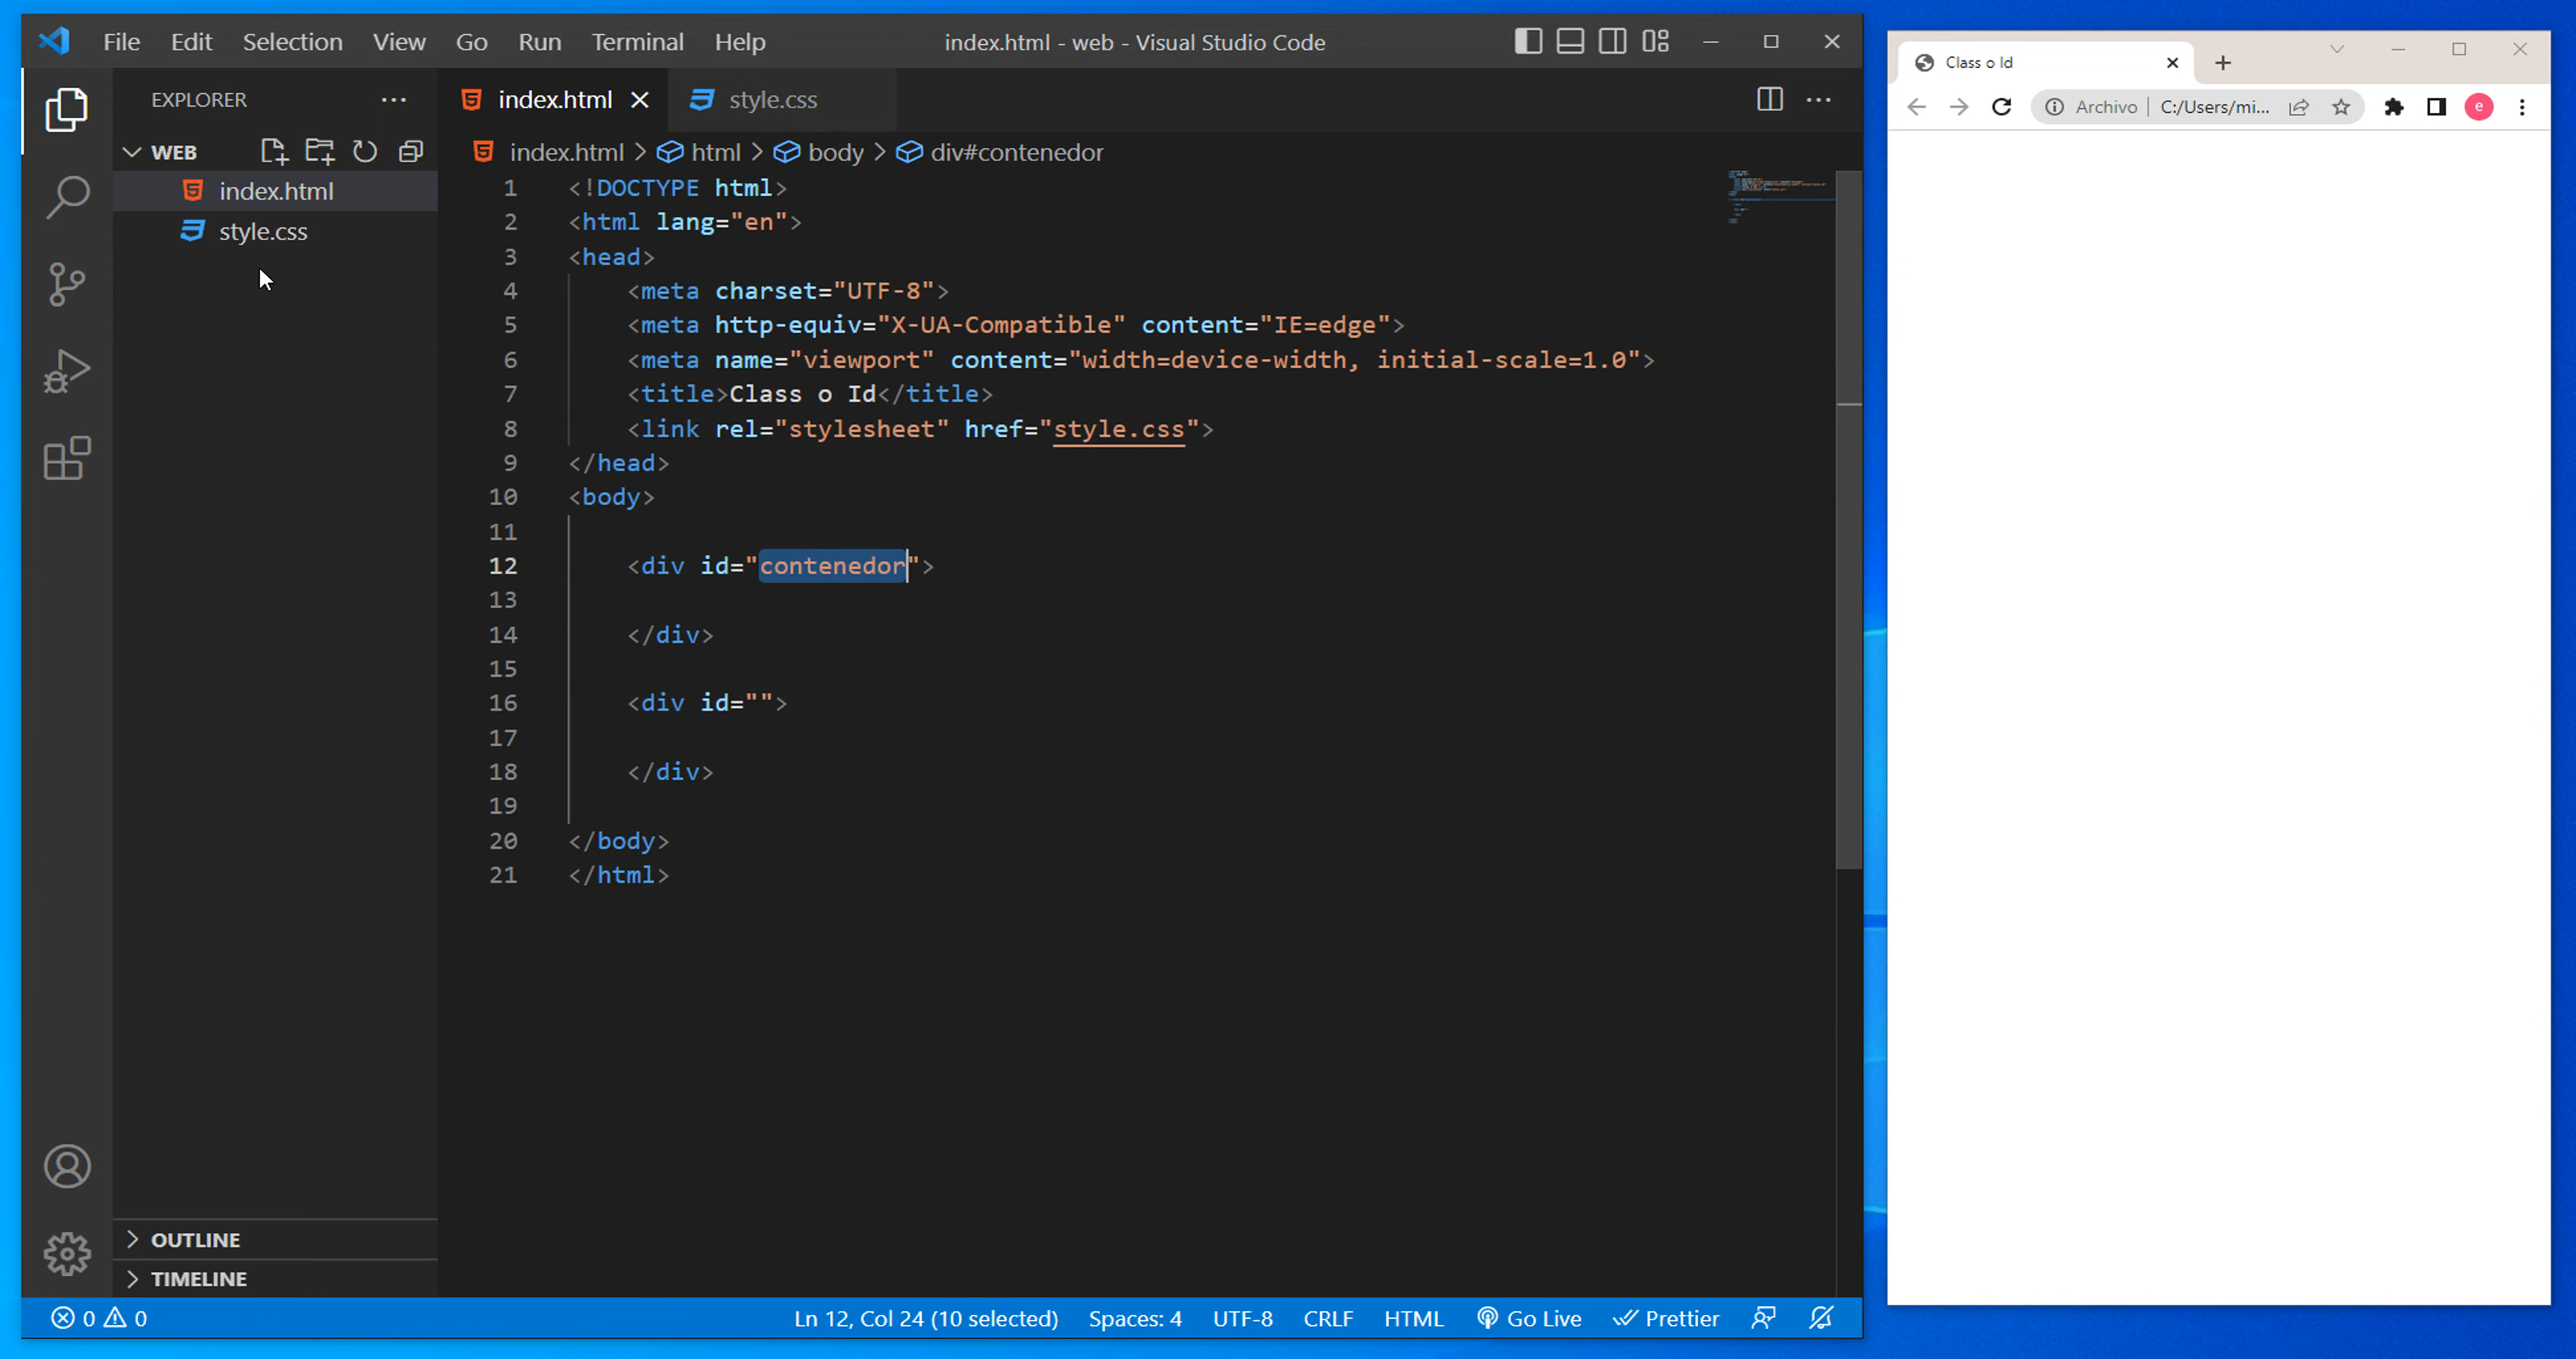 File Edit Selection View Go Run Terminal Help
index.html - web - Visual Studio Code
EXPLORER
WEB
index.html
style.css
OUTLINE
TIMELINE
index.html style.css
index.html > html > body > div#contenedor
1 <!DOCTYPE html>
2 <html lang="en">
3 <head>
4 <meta charset="UTF-8">
5 <meta http-equiv="X-UA-Compatible" content="IE=edge">
6 <meta name="viewport" content="width=device-width, initial-scale=1.0">
7 <title>Class o Id</title>
8 <link rel="stylesheet" href="style.css">
9 </head>
10 <body>
11
12 <div id="contenedor">
13
14 </div>
15
16 <div id="">
17
18 </div>
19
20 </body>
21 </html>
0 0 Ln 12, Col 24 (10 selected) Spaces: 4 UTF-8 CRLF HTML Go Live Prettier
Class o Id
Archivo | C:/Users/mi... e